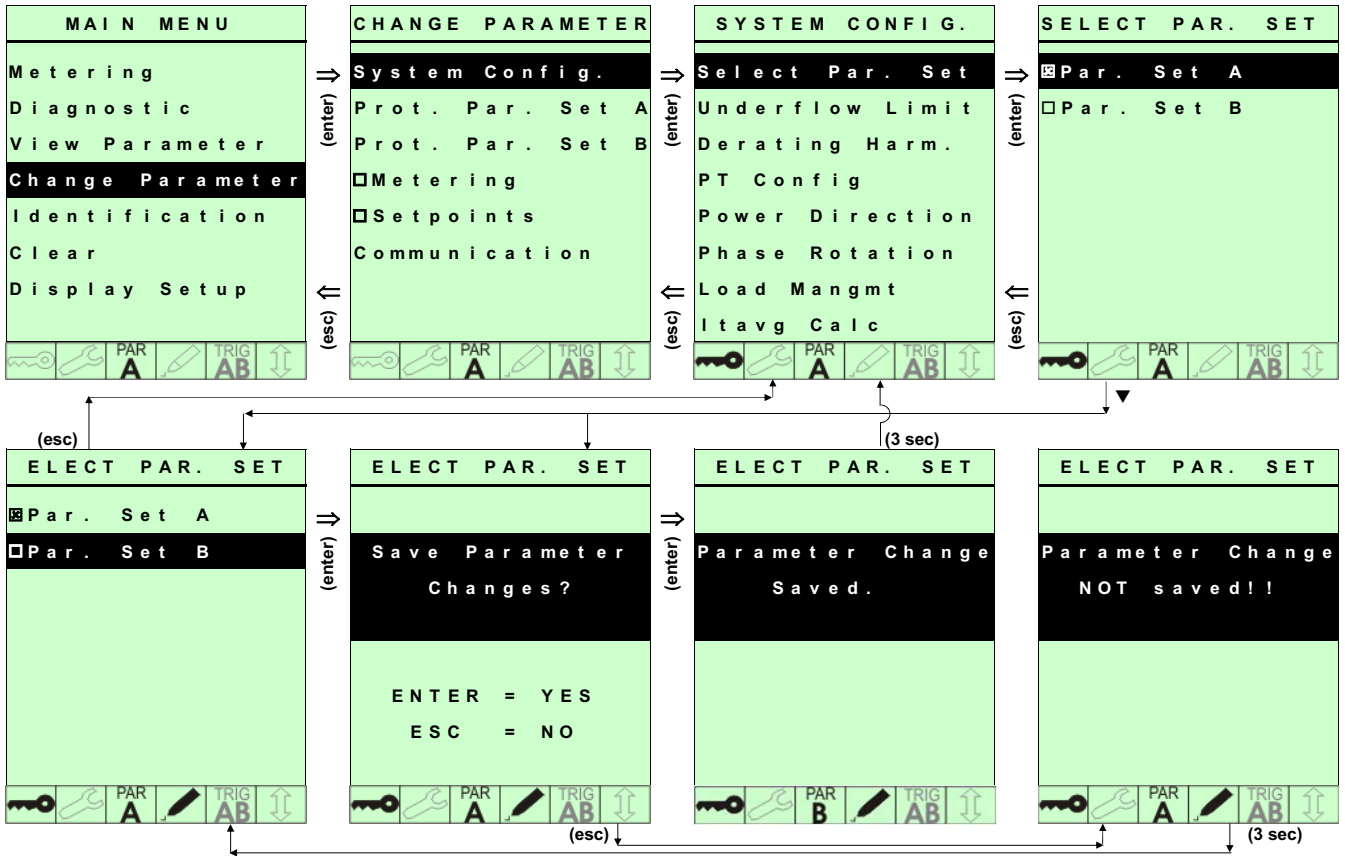 MAIN MENU
Metering
Diagnostic
View Parameter
Change Parameter
Identification
Clear
Display Setup
PAR
A
TRIG
AB
(enter)
(esc)
CHANGE PARAMETER
System Config.
Prot. Par. Set A
Prot. Par. Set B
Metering
Setpoints
Communication
PAR
A
TRIG
AB
(enter)
(esc)
SYSTEM CONFIG.
Select Par. Set
Underflow Limit
Derating Harm.
PT Config
Power Direction
Phase Rotation
Load Mangmt
Itavg Calc
PAR
A
TRIG
AB
(enter)
(esc)
SELECT PAR. SET
Par. Set A
Par. Set B
PAR
A
TRIG
AB
(esc)
(3 sec)
ELECT PAR. SET
Par. Set A
Par. Set B
PAR
A
TRIG
AB
(enter)
ELECT PAR. SET
Save Parameter
Changes?
ENTER = YES
ESC = NO
PAR
A
TRIG
AB
(esc)
(enter)
ELECT PAR. SET
Parameter Change
Saved.
PAR
B
TRIG
AB
ELECT PAR. SET
Parameter Change
NOT saved!!
PAR
A
TRIG
AB
(3 sec)